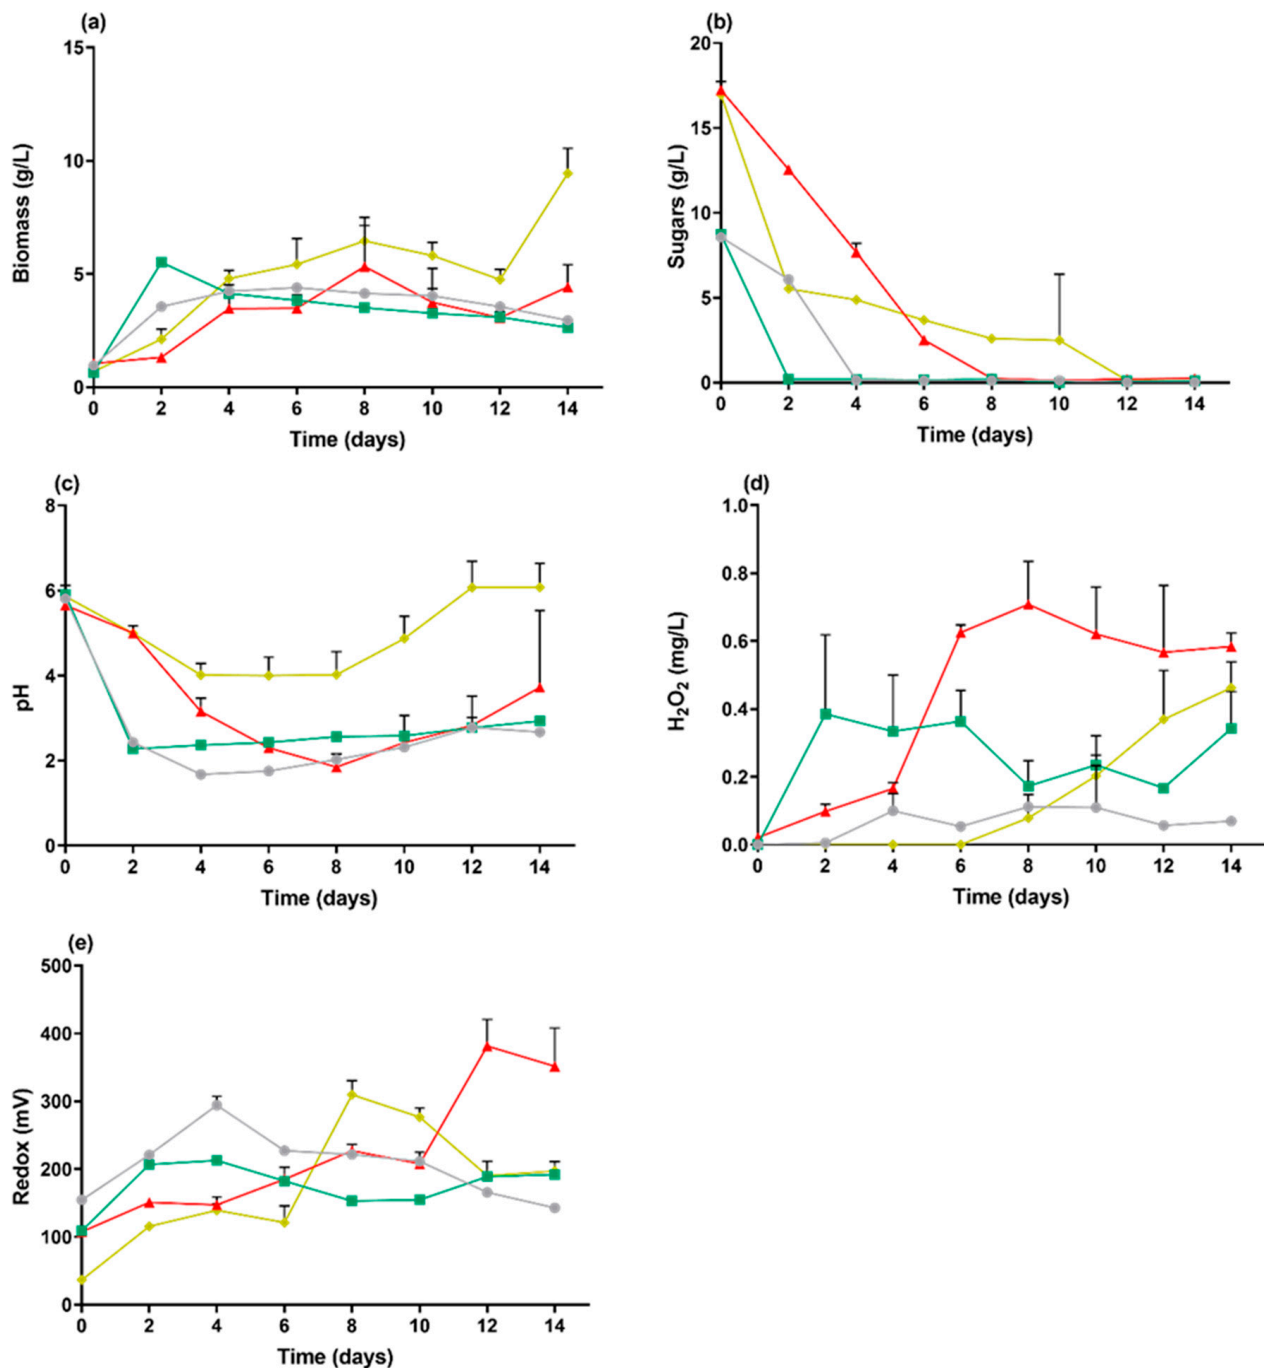 (a)
15
10
5
0
Biomass (g/L)
0 2 4 6 8 10 12 14
Time (days)
(b)
20
15
10
5
0
Sugars (g/L)
0 2 4 6 8 10 12 14
Time (days)
(c)
8
6
4
2
0
pH
0 2 4 6 8 10 12 14
Time (days)
(d)
1.0
0.8
0.6
0.4
0.2
0.0
H₂O₂ (mg/L)
0 2 4 6 8 10 12 14
Time (days)
(e)
500
400
300
200
100
0
Redox (mV)
0 2 4 6 8 10 12 14
Time (days)